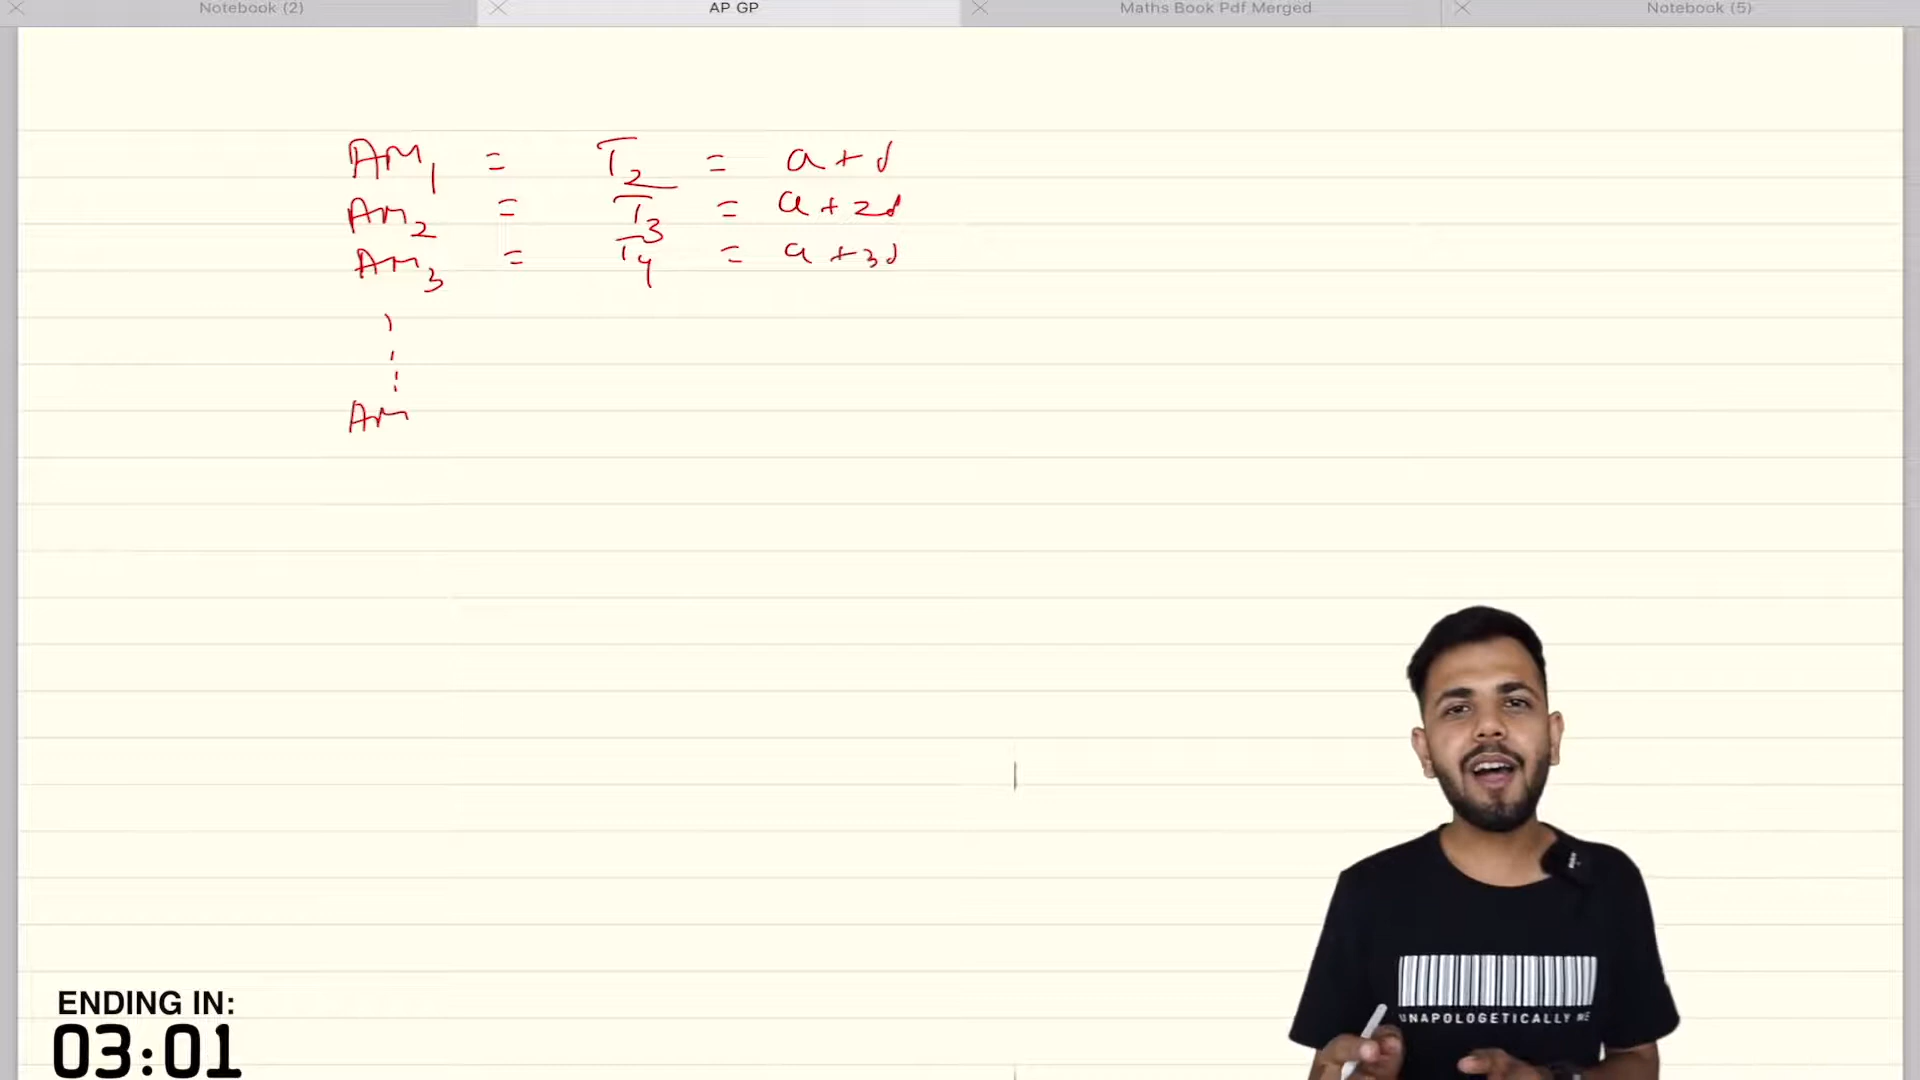 Notebook (2)
AP GP
Maths Book Pdf Merged
Notebook (5)
AM₁ = T₂ = a + d
AM₂ = T₃ = a + 2d
AM₃ = T₄ = a + 3d
AM
UNAPOLOGETICALLY ME
ENDING IN:
03:01